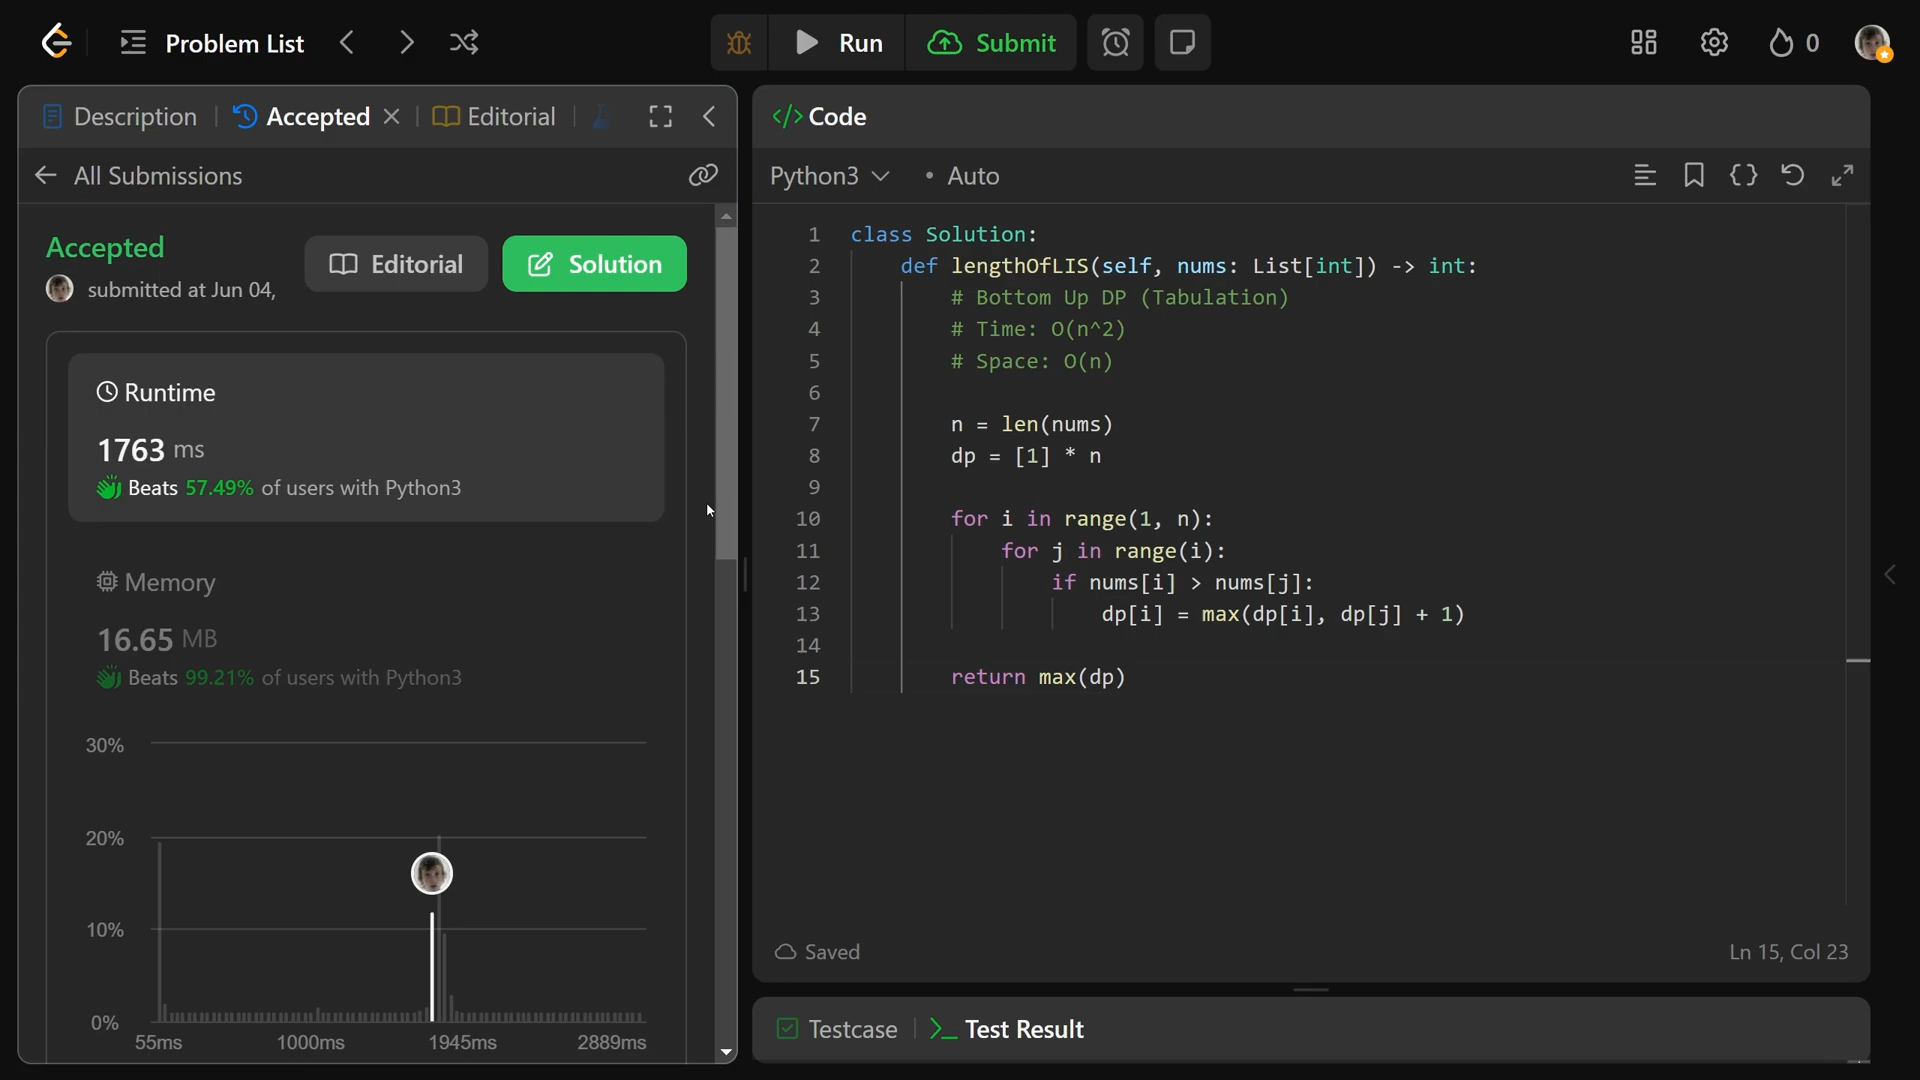 Problem List
Run
Submit
0
Description
Accepted
Editorial
All Submissions
Accepted
submitted at Jun 04,
Editorial
Solution
Runtime
1763 ms
Beats 57.49% of users with Python3
Memory
16.65 MB
Beats 99.21% of users with Python3
30%
20%
10%
0%
55ms 1000ms 1945ms 2889ms
</> Code
Python3
• Auto
1 class Solution:
2 def lengthOfLIS(self, nums: List[int]) -> int:
3 # Bottom Up DP (Tabulation)
4 # Time: O(n^2)
5 # Space: O(n)
6
7 n = len(nums)
8 dp = [1] * n
9
10 for i in range(1, n):
11 for j in range(i):
12 if nums[i] > nums[j]:
13 dp[i] = max(dp[i], dp[j] + 1)
14
15 return max(dp)
Saved
Ln 15, Col 23
Testcase
Test Result